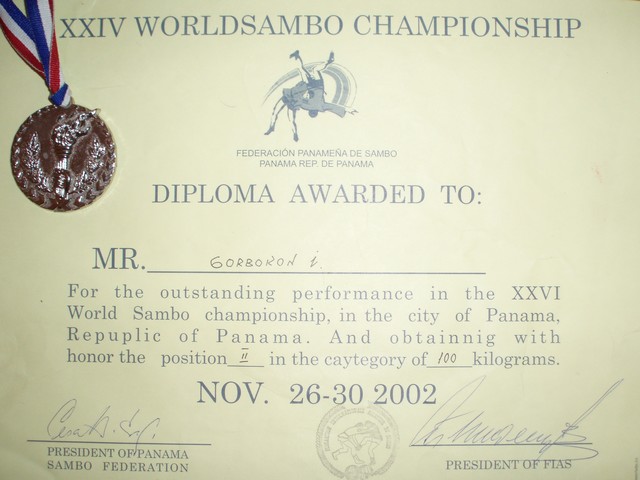 XXIV WORLDSAMBO CHAMPIONSHIP
FEDERACIÓN PANAMEÑA DE SAMBO
PANAMA REP. DE PANAMA
DIPLOMA AWARDED TO:
MR. GORBOKON I.
For the outstanding performance in the XXVI
World Sambo championship, in the city of Panama,
Repuplic of Panama. And obtainnig with
honor the position II in the caytegory of 100 kilograms.
NOV. 26-30 2002
PRESIDENT OF PANAMA
SAMBO FEDERATION
PRESIDENT OF FIAS